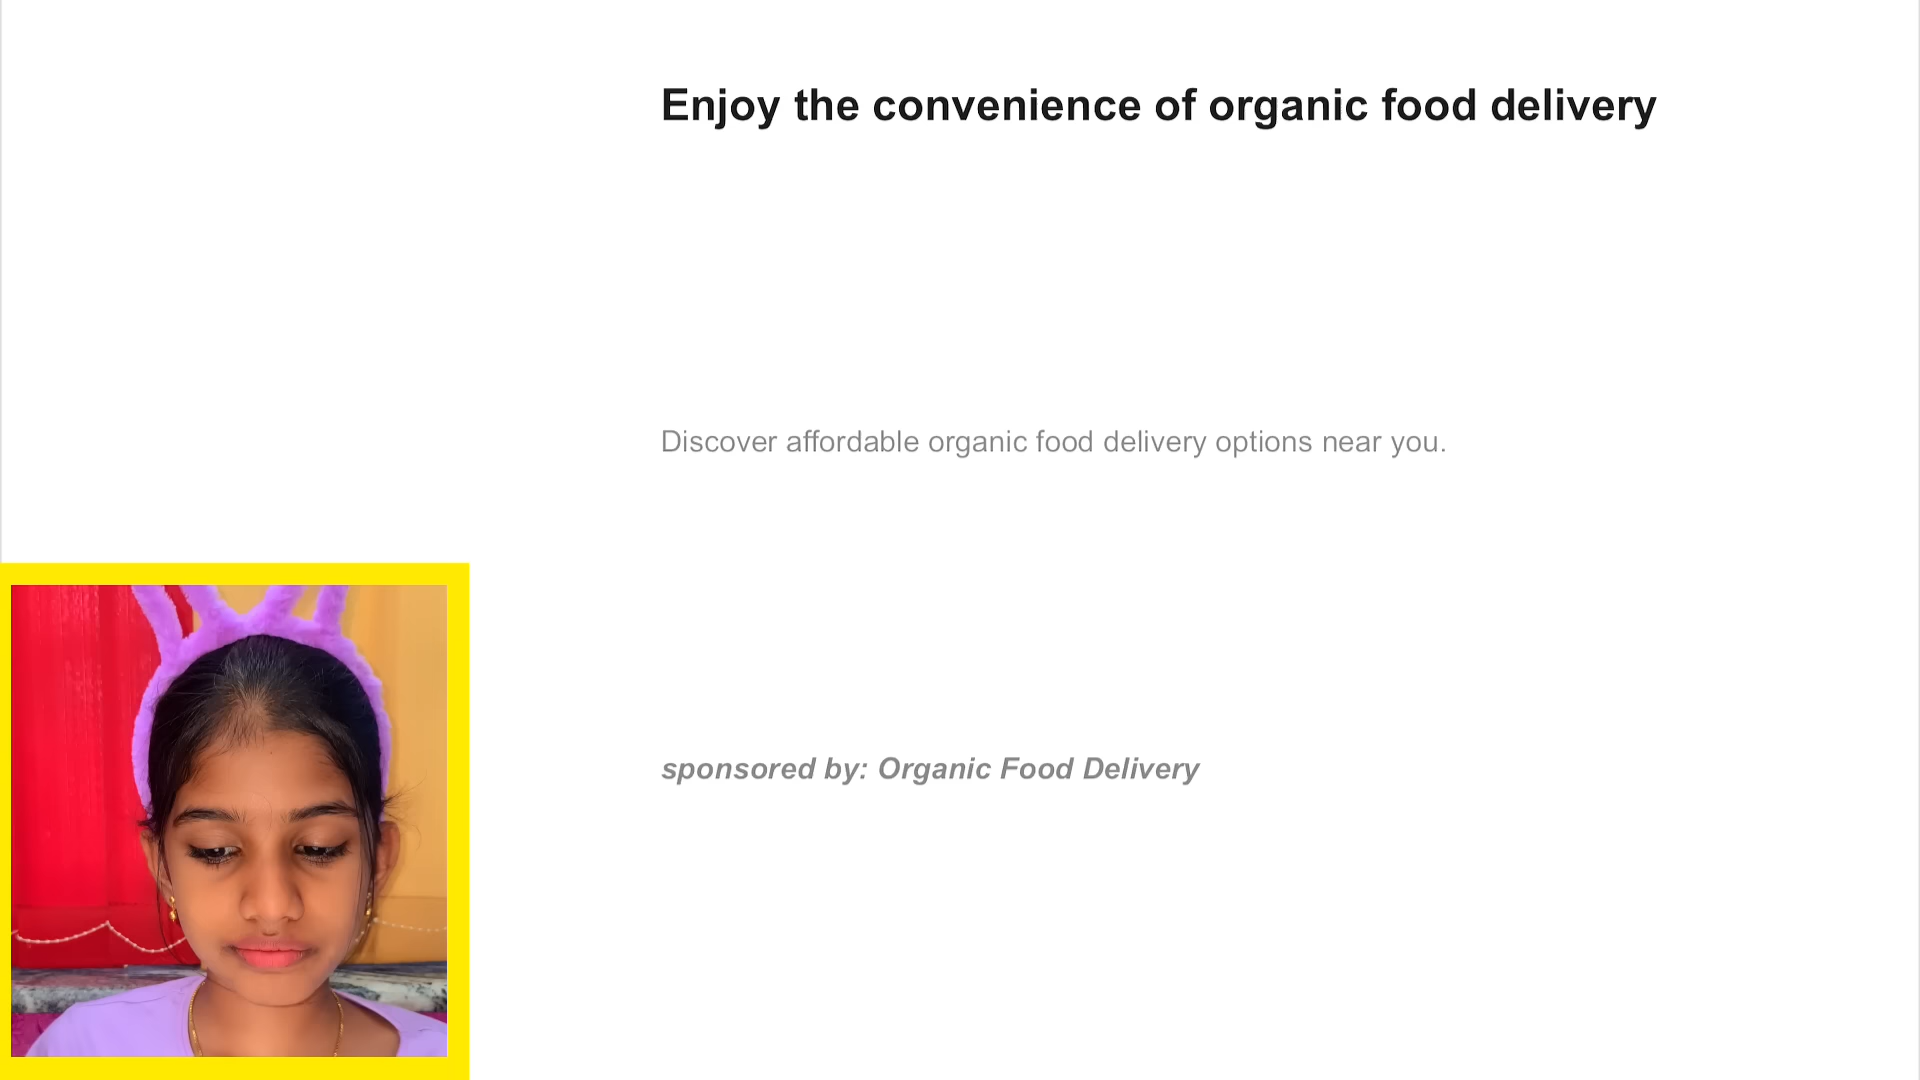 Enjoy the convenience of organic food delivery
Discover affordable organic food delivery options near you.
sponsored by: Organic Food Delivery